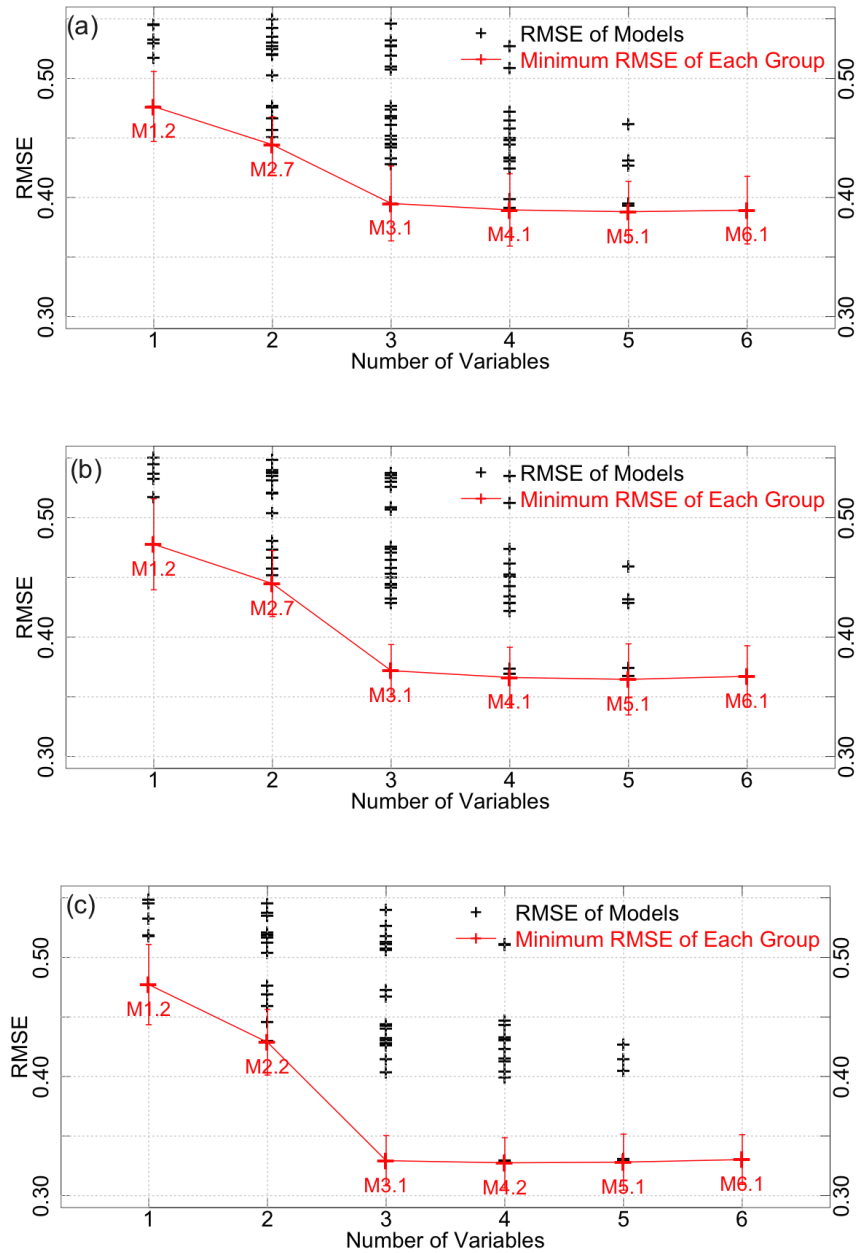 (a)
RMSE of Models
Minimum RMSE of Each Group
0.50
0.40
0.30
RMSE
0.50
0.40
0.30
M1.2
M2.7
M3.1
M4.1
M5.1
M6.1
1 2 3 4 5 6
Number of Variables
(b)
RMSE of Models
Minimum RMSE of Each Group
0.50
0.40
0.30
RMSE
0.50
0.40
0.30
M1.2
M2.7
M3.1
M4.1
M5.1
M6.1
1 2 3 4 5 6
Number of Variables
(c)
RMSE of Models
Minimum RMSE of Each Group
0.50
0.40
0.30
RMSE
0.50
0.40
0.30
M1.2
M2.2
M3.1
M4.2
M5.1
M6.1
1 2 3 4 5 6
Number of Variables